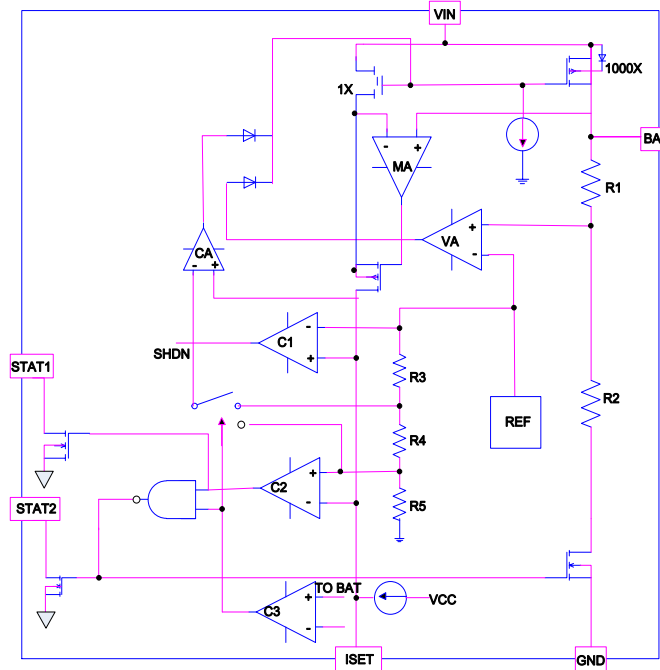 VIN
1000X
1X
BA
- +
MA
R1
+
VA
-
CA
- +
-
C1
+
SHDN
R3
STAT1
R2
REF
R4
+
C2
-
R5
STAT2
TO BAT
+
C3
-
VCC
ISET
GND